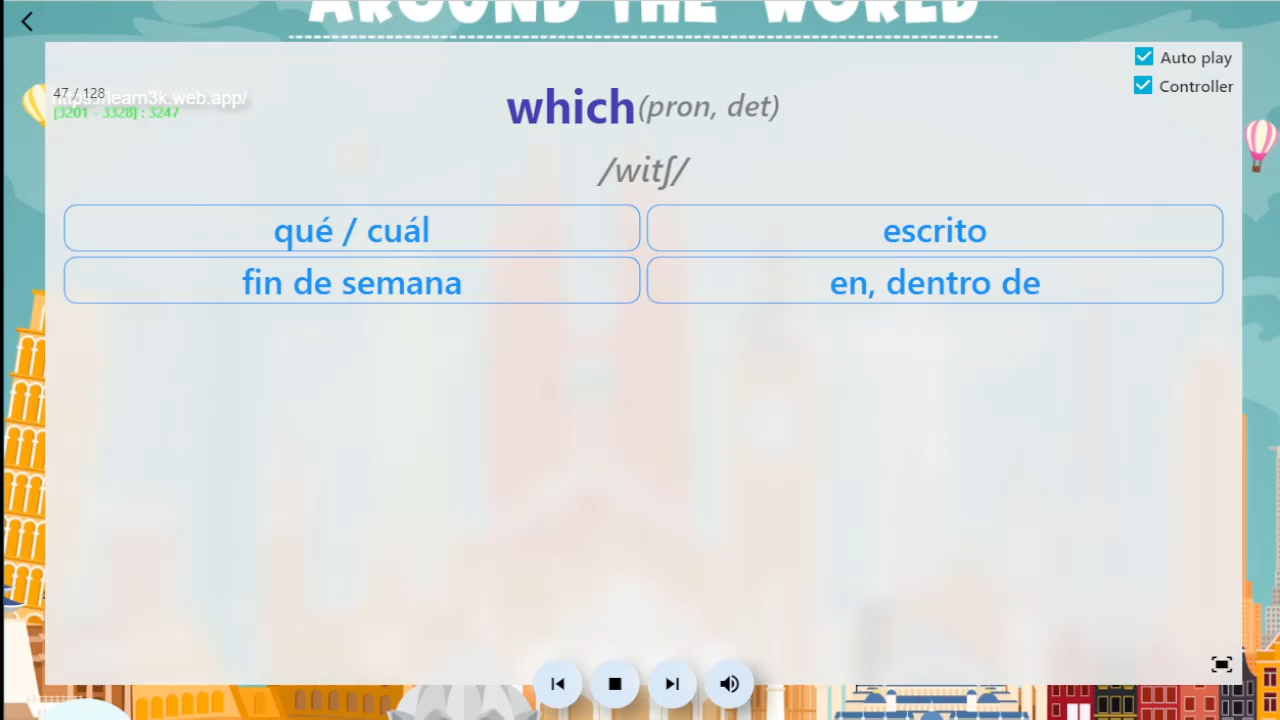 AROUND THE WORLD
Auto play
Controller
47 / 128
https://learn3k.web.app/
[3201 - 3328] : 3247
which(pron, det)
/witʃ/
qué / cuál
escrito
fin de semana
en, dentro de